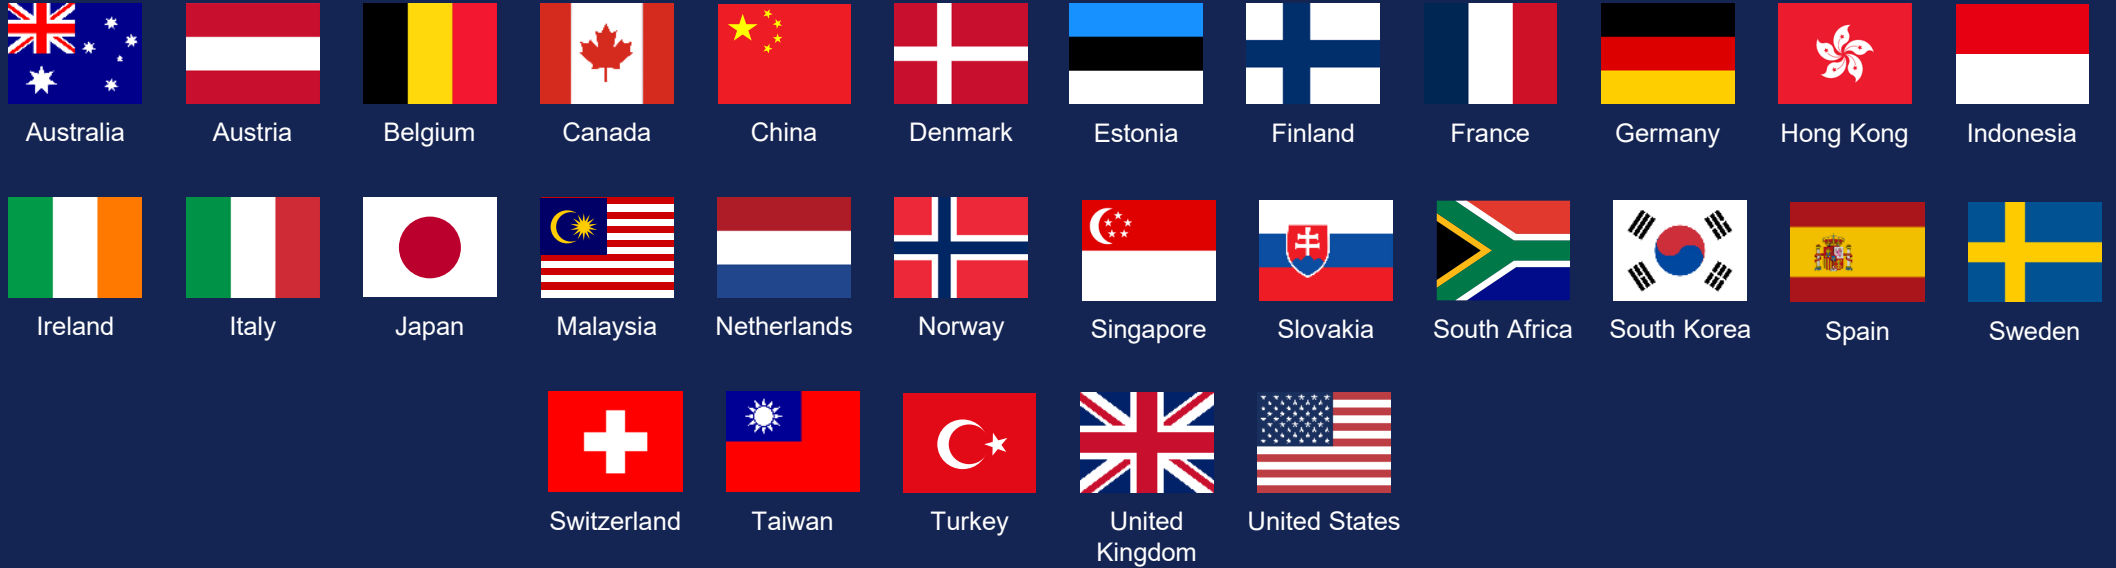 Australia
Austria
Belgium
Canada
China
Denmark
Estonia
Finland
France
Germany
Hong Kong
Indonesia
Ireland
Italy
Japan
Malaysia
Netherlands
Norway
Singapore
Slovakia
South Africa
South Korea
Spain
Sweden
Switzerland
Taiwan
Turkey
United
Kingdom
United States